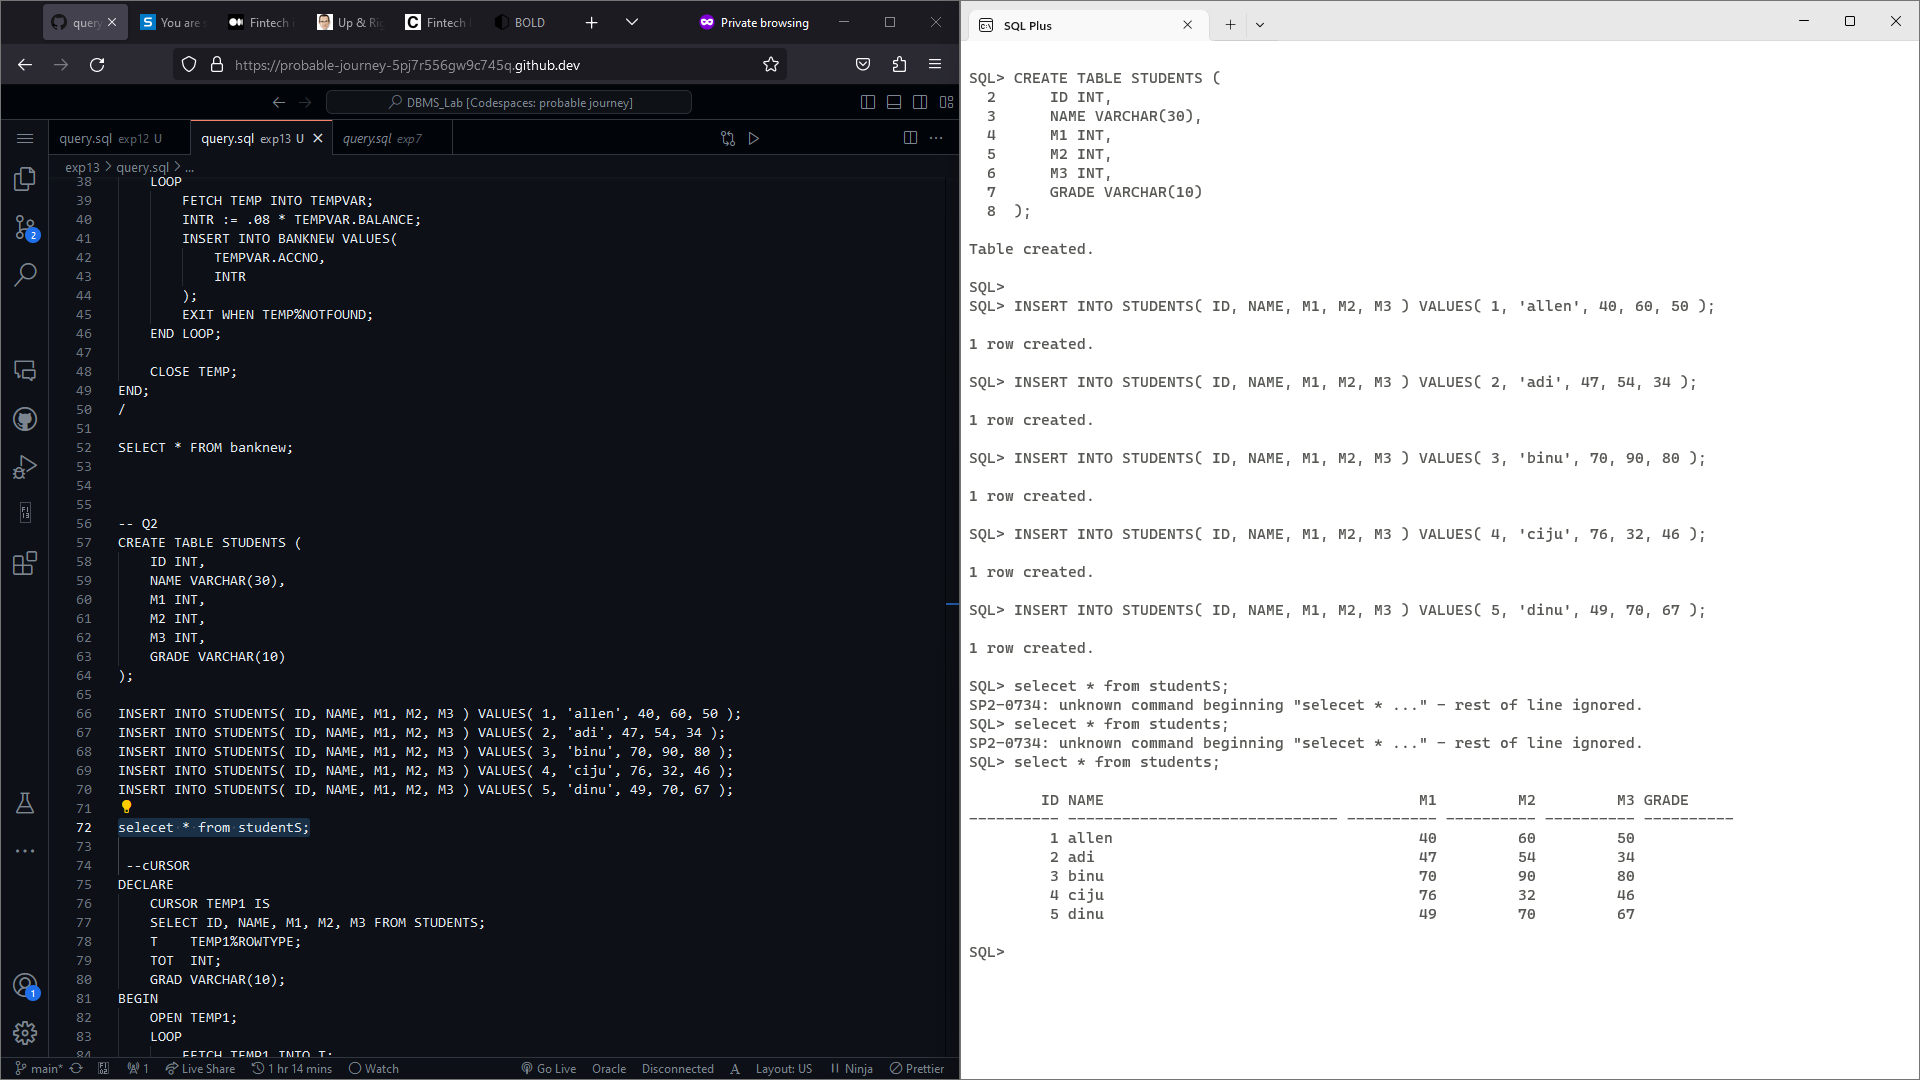 query
You are
Fintech i
Up & Ri
Fintech
BOLD
Private browsing
https://probable-journey-5pj7r556gw9c745q.github.dev
DBMS_Lab [Codespaces: probable journey]
query.sql exp12 U
query.sql exp13 U
query.sql exp7
exp13 > query.sql > ...
38 LOOP
39 FETCH TEMP INTO TEMPVAR;
40 INTR := .08 * TEMPVAR.BALANCE;
41 INSERT INTO BANKNEW VALUES(
42 TEMPVAR.ACCNO,
43 INTR
44 );
45 EXIT WHEN TEMP%NOTFOUND;
46 END LOOP;
47
48 CLOSE TEMP;
49 END;
50 /
51
52 SELECT * FROM banknew;
53
54
55
56 -- Q2
57 CREATE TABLE STUDENTS (
58 ID INT,
59 NAME VARCHAR(30),
60 M1 INT,
61 M2 INT,
62 M3 INT,
63 GRADE VARCHAR(10)
64 );
65
66 INSERT INTO STUDENTS( ID, NAME, M1, M2, M3 ) VALUES( 1, 'allen', 40, 60, 50 );
67 INSERT INTO STUDENTS( ID, NAME, M1, M2, M3 ) VALUES( 2, 'adi', 47, 54, 34 );
68 INSERT INTO STUDENTS( ID, NAME, M1, M2, M3 ) VALUES( 3, 'binu', 70, 90, 80 );
69 INSERT INTO STUDENTS( ID, NAME, M1, M2, M3 ) VALUES( 4, 'ciju', 76, 32, 46 );
70 INSERT INTO STUDENTS( ID, NAME, M1, M2, M3 ) VALUES( 5, 'dinu', 49, 70, 67 );
71
72 selecet * from studentS;
73
74 --cURSOR
75 DECLARE
76 CURSOR TEMP1 IS
77 SELECT ID, NAME, M1, M2, M3 FROM STUDENTS;
78 T TEMP1%ROWTYPE;
79 TOT INT;
80 GRAD VARCHAR(10);
81 BEGIN
82 OPEN TEMP1;
83 LOOP
84 FETCH TEMP1 INTO T;
2
1
main*
1
Live Share
1 hr 14 mins
Watch
Go Live
Oracle
Disconnected
Layout: US
Ninja
Prettier
SQL Plus
SQL> CREATE TABLE STUDENTS (
2 ID INT,
3 NAME VARCHAR(30),
4 M1 INT,
5 M2 INT,
6 M3 INT,
7 GRADE VARCHAR(10)
8 );
Table created.
SQL>
SQL> INSERT INTO STUDENTS( ID, NAME, M1, M2, M3 ) VALUES( 1, 'allen', 40, 60, 50 );
1 row created.
SQL> INSERT INTO STUDENTS( ID, NAME, M1, M2, M3 ) VALUES( 2, 'adi', 47, 54, 34 );
1 row created.
SQL> INSERT INTO STUDENTS( ID, NAME, M1, M2, M3 ) VALUES( 3, 'binu', 70, 90, 80 );
1 row created.
SQL> INSERT INTO STUDENTS( ID, NAME, M1, M2, M3 ) VALUES( 4, 'ciju', 76, 32, 46 );
1 row created.
SQL> INSERT INTO STUDENTS( ID, NAME, M1, M2, M3 ) VALUES( 5, 'dinu', 49, 70, 67 );
1 row created.
SQL> selecet * from studentS;
SP2-0734: unknown command beginning "selecet * ..." - rest of line ignored.
SQL> selecet * from students;
SP2-0734: unknown command beginning "selecet * ..." - rest of line ignored.
SQL> select * from students;
ID NAME M1 M2 M3 GRADE
---------- ------------------------------ ---------- ---------- ---------- ----------
1 allen 40 60 50
2 adi 47 54 34
3 binu 70 90 80
4 ciju 76 32 46
5 dinu 49 70 67
SQL>